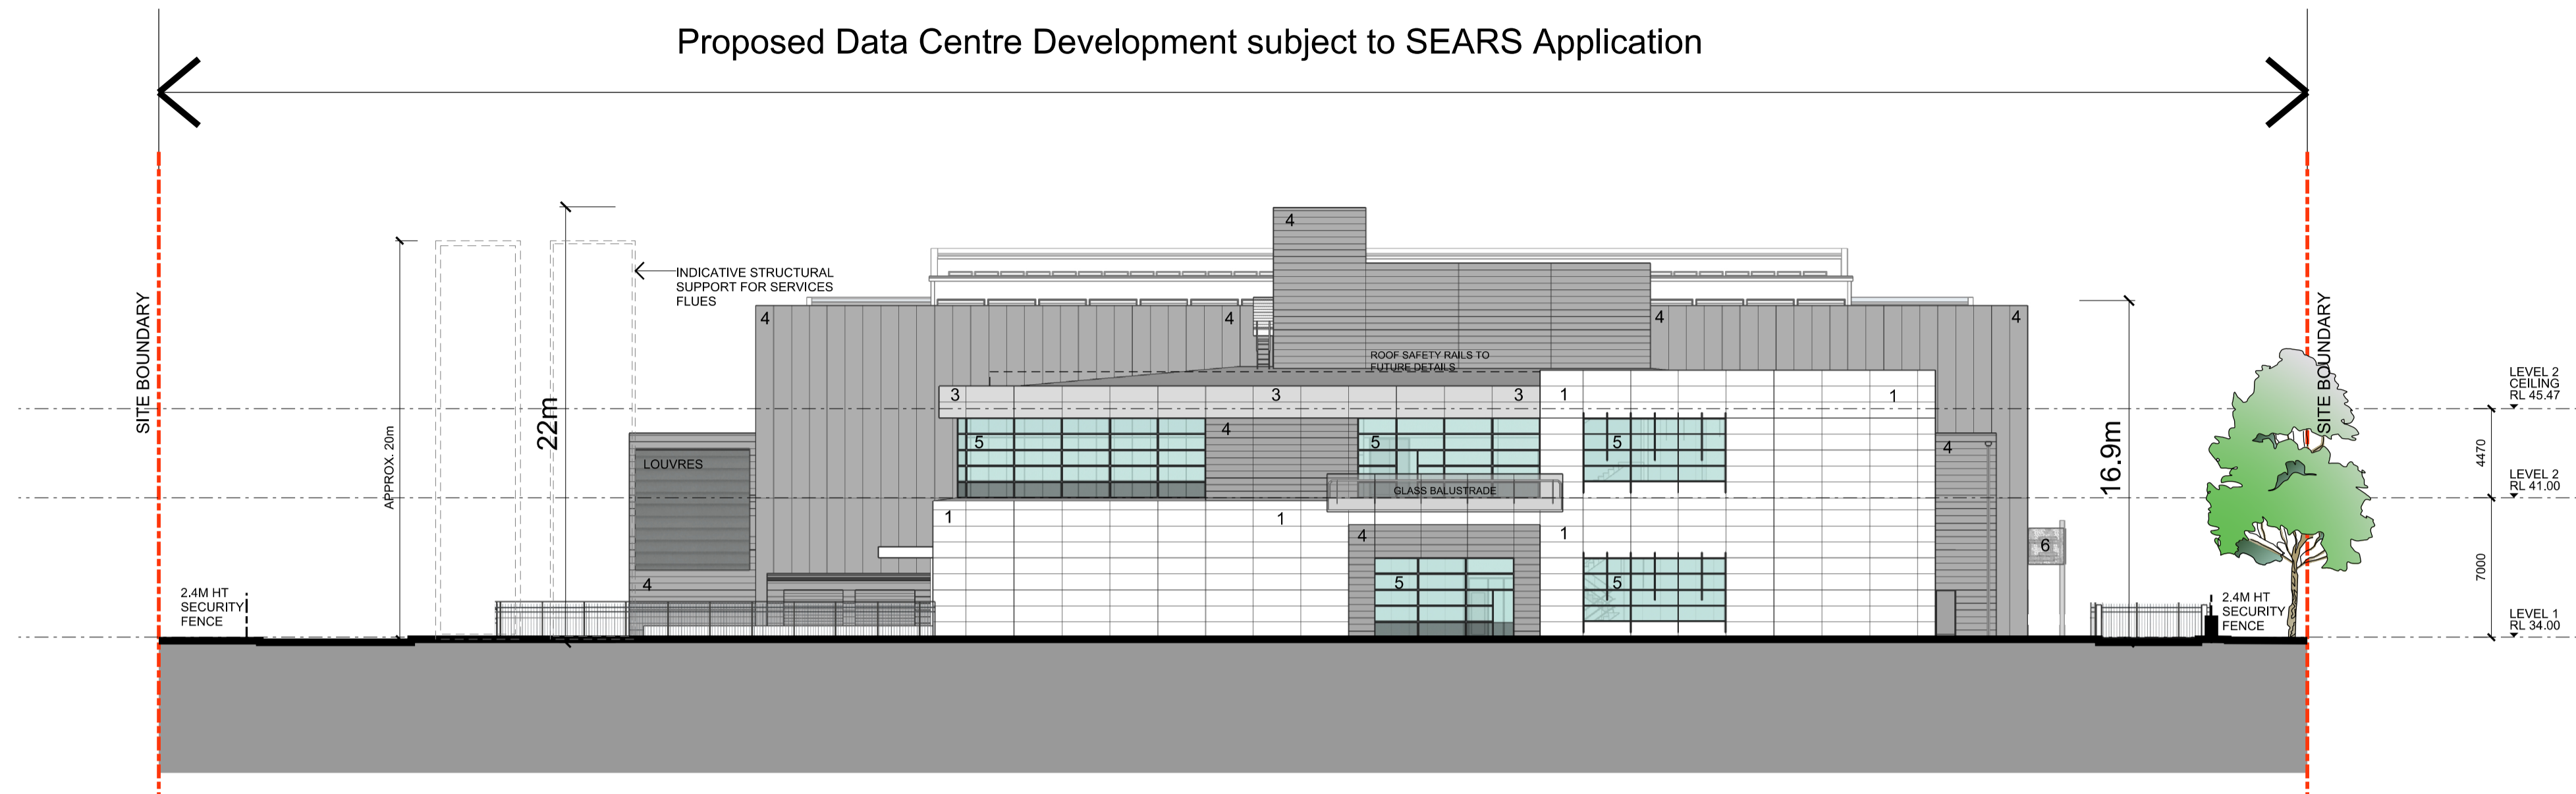 Proposed Data Centre Development subject to SEARS Application
4
INDICATIVE STRUCTURAL
SUPPORT FOR SERVICES
FLUES
SITE BOUNDARY
SITE BOUNDARY
4
4
4
4
ROOF SAFETY RAILS TO
FUTURE DETAILS
LEVEL 2
CEILING
RL 45.47
3
3
3
1
1
22m
APPROX. 20m
16.9m
4
5
5
5
4
LOUVRES
4470
GLASS BALUSTRADE
LEVEL 2
RL 41.00
1
1
1
4
6
7000
4
5
5
2.4M HT
SECURITY
FENCE
2.4M HT
SECURITY
FENCE
LEVEL 1
RL 34.00